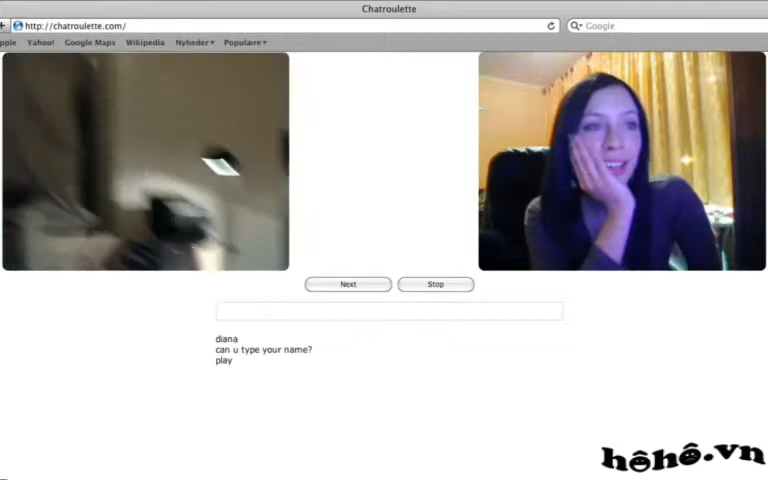 Chatroulette
http://chatroulette.com/
Google
pple Yahoo! Google Maps Wikipedia Nyheder Populære
Next Stop
diana
can u type your name?
play
hôhô.vn